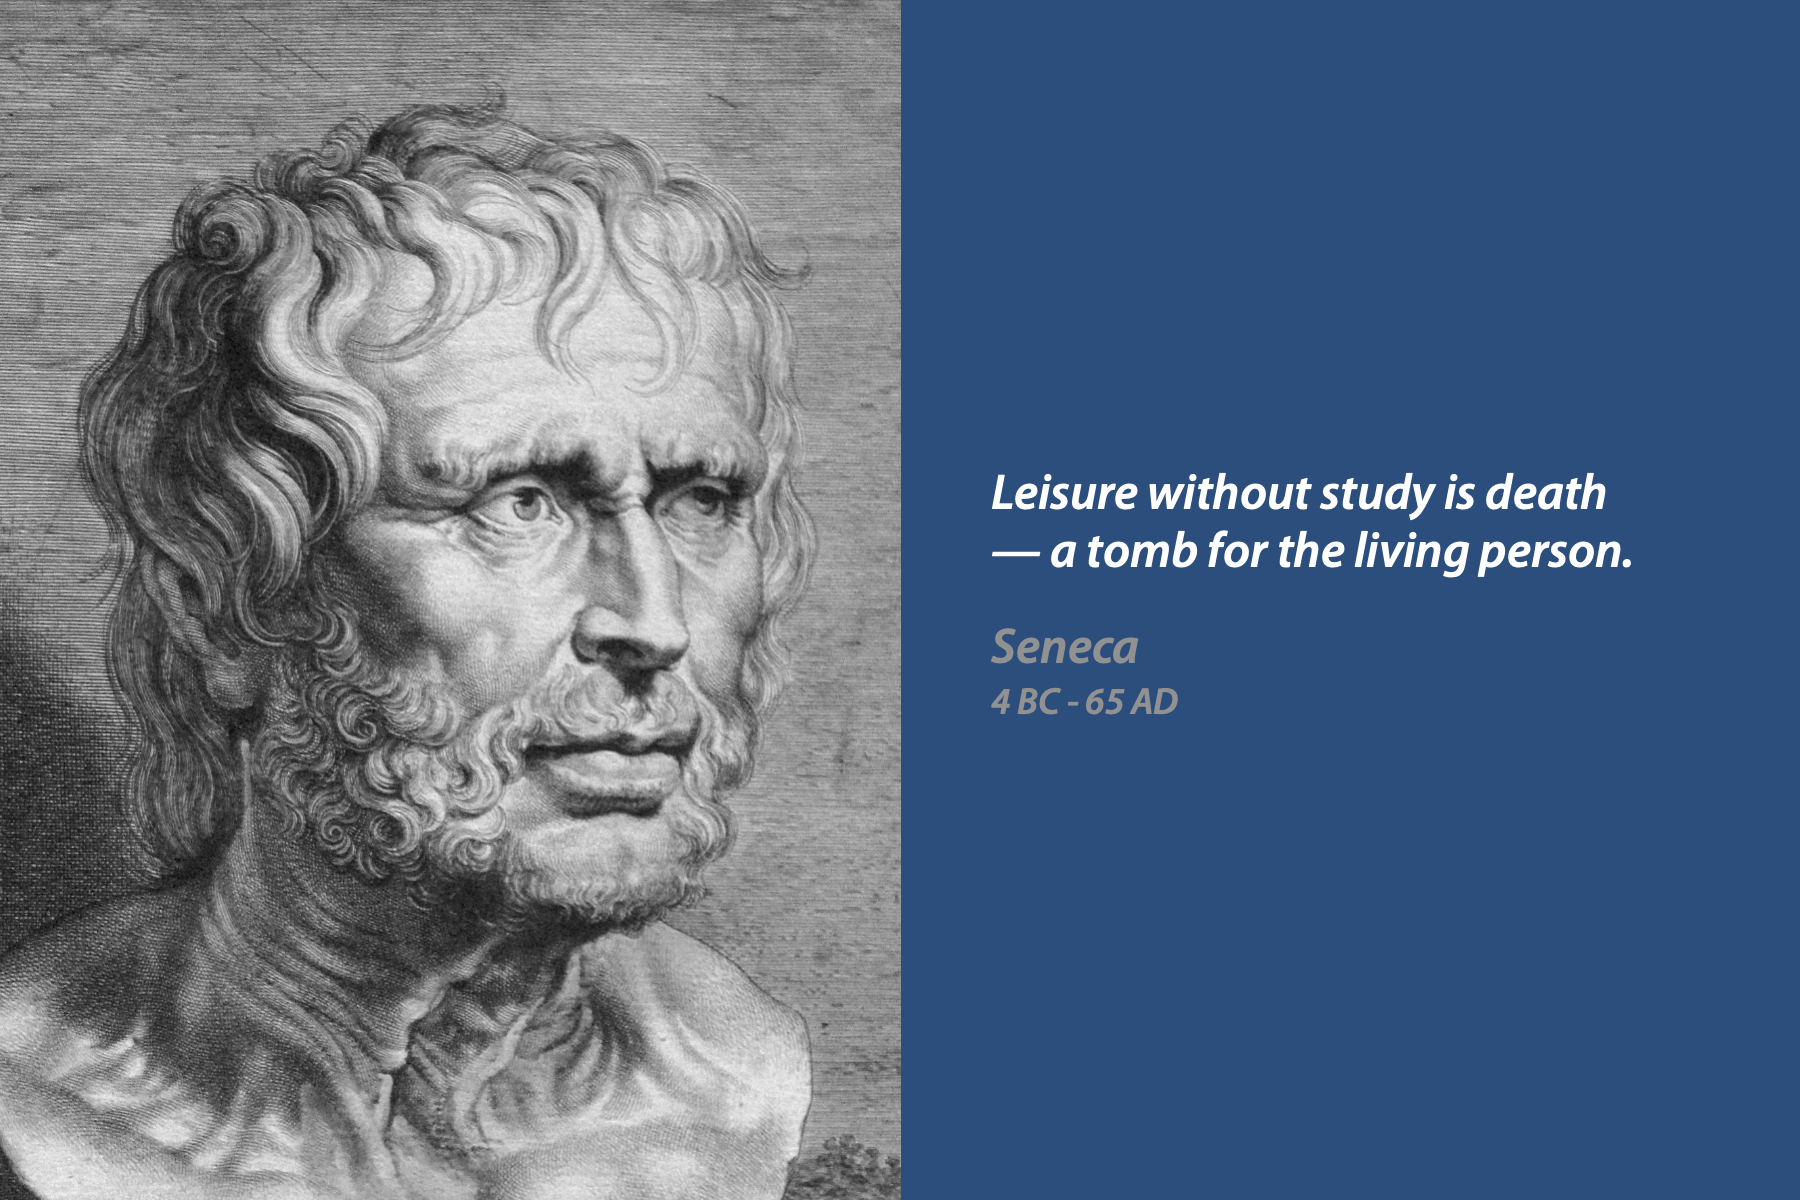 Leisure without study is death
— a tomb for the living person.
Seneca
4 BC - 65 AD